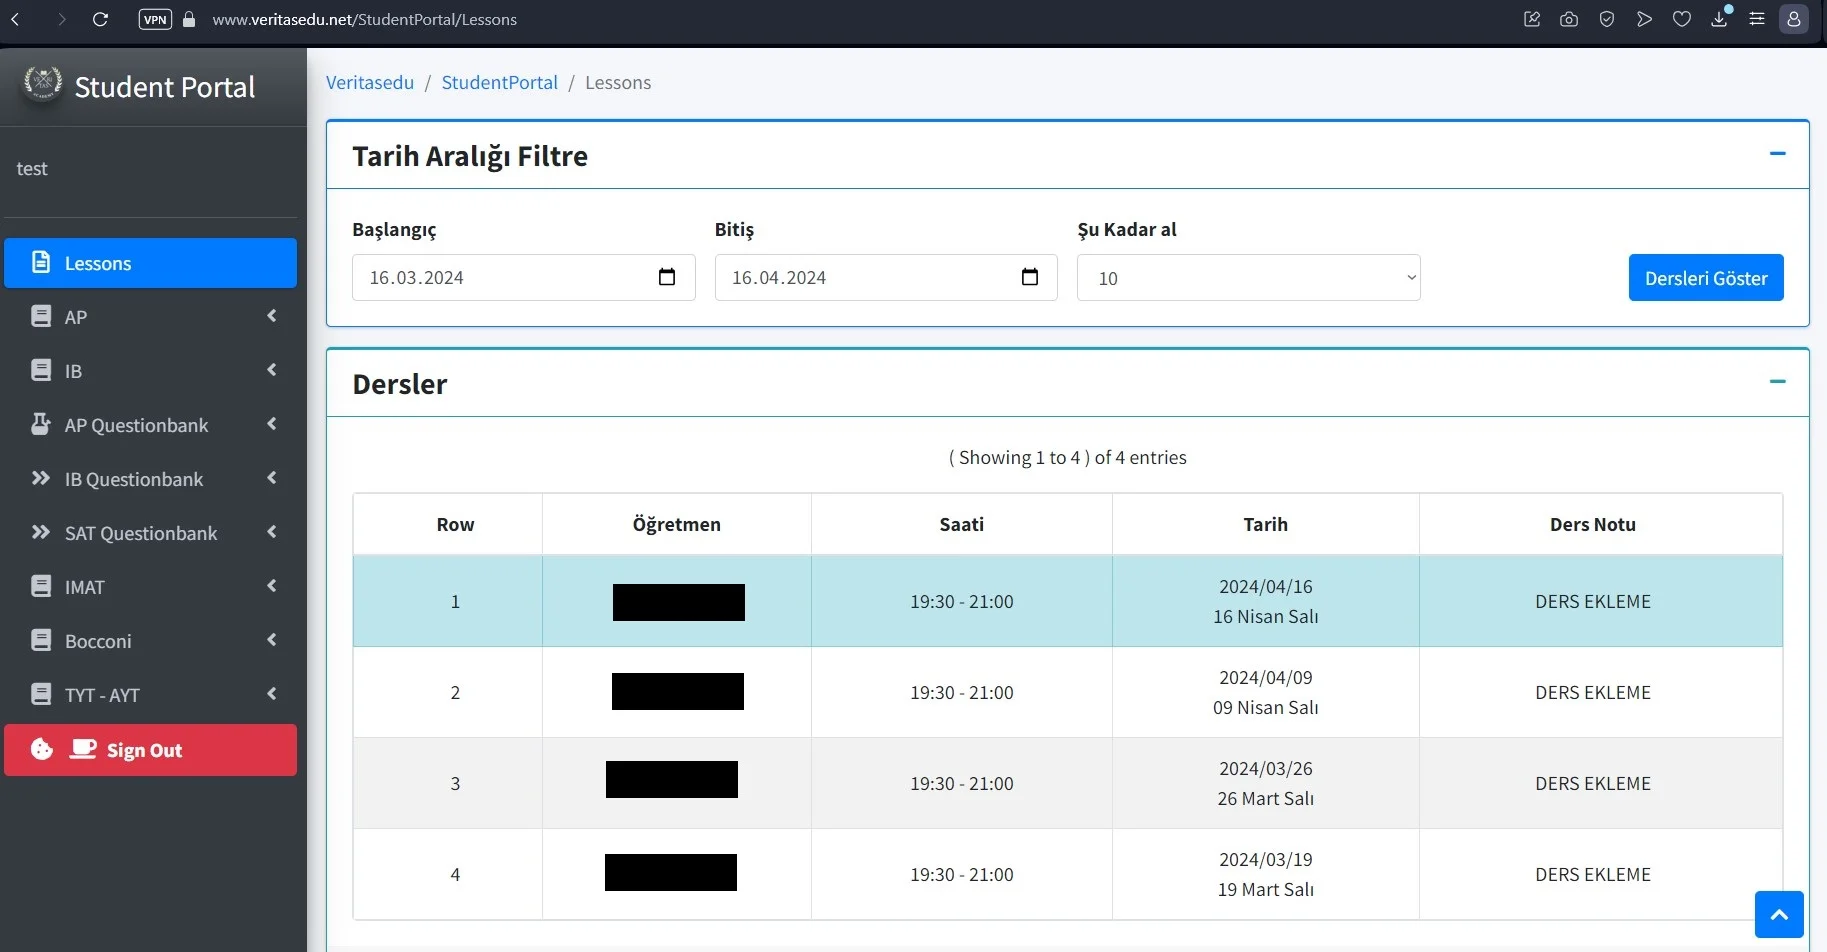 VPN www.veritasedu.net/StudentPortal/Lessons
Student Portal
test
Lessons
AP
IB
AP Questionbank
IB Questionbank
SAT Questionbank
IMAT
Bocconi
TYT - AYT
Sign Out
Veritasedu / StudentPortal / Lessons
Tarih Aralığı Filtre
Başlangıç Bitiş Şu Kadar al
16.03.2024 16.04.2024 10 Dersleri Göster
Dersler
( Showing 1 to 4 ) of 4 entries
Row Öğretmen Saati Tarih Ders Notu
1 19:30 - 21:00 2024/04/16 DERS EKLEME
16 Nisan Salı
2 19:30 - 21:00 2024/04/09 DERS EKLEME
09 Nisan Salı
3 19:30 - 21:00 2024/03/26 DERS EKLEME
26 Mart Salı
4 19:30 - 21:00 2024/03/19 DERS EKLEME
19 Mart Salı